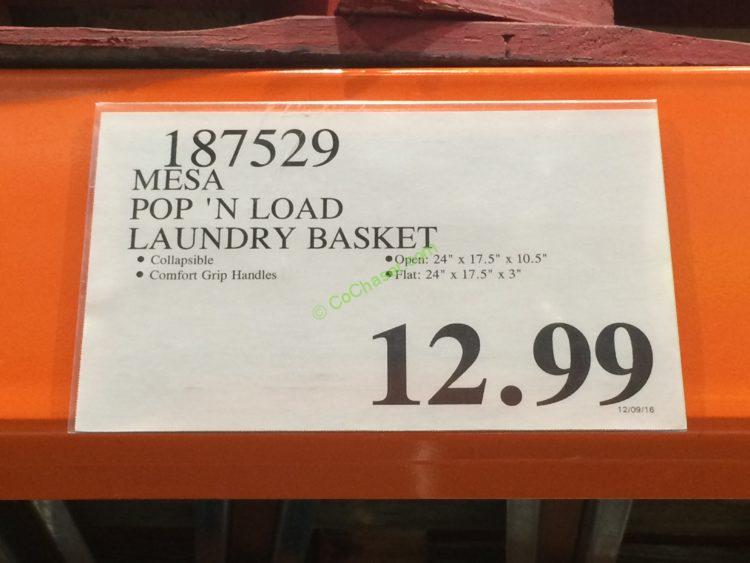 187529
MESA
POP 'N LOAD
LAUNDRY BASKET
• Collapsible
• Comfort Grip Handles
• Open: 24" x 17.5" x 10.5"
• Flat: 24" x 17.5" x 3"
© CoChaser.com
12.99
12/09/16